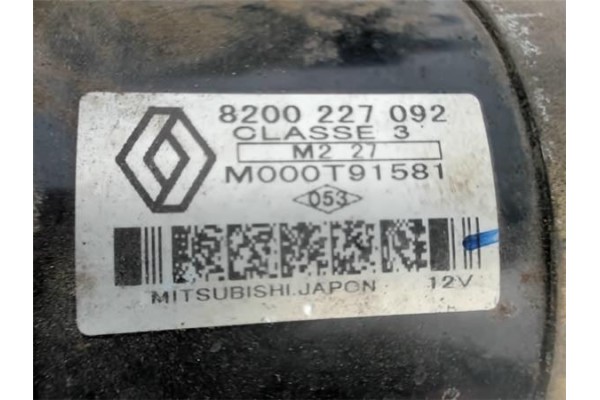 8200 227 092
CLASSE 3
M2 27
M000T91581
053
MITSUBISHI.JAPON 12V